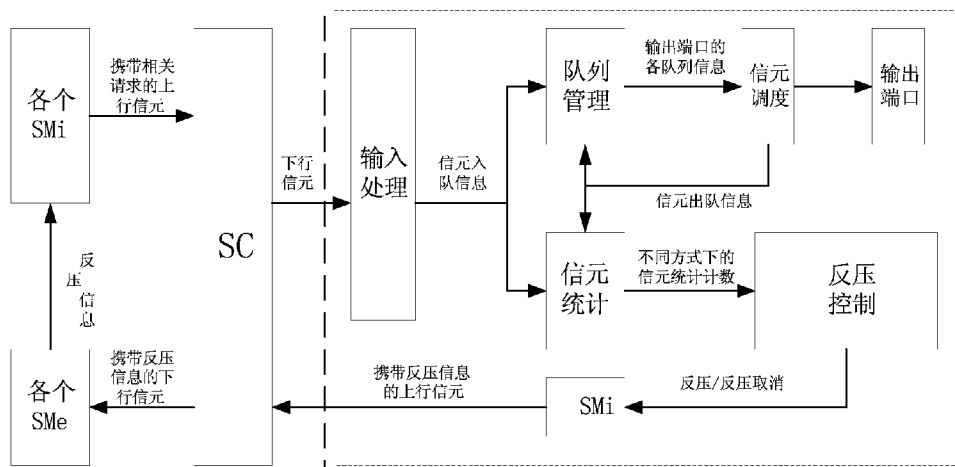 各个
SMi
携带相关
请求的上
行信元
SC
下行
信元
输入
处理
信元入
队信息
队列
管理
输出端口的
各队列信息
信元
调度
输出
端口
信元出队信息
信元
统计
不同方式下的
信元统计计数
反压
控制
反压/反压取消
SMi
携带反压信息
的上行信元
携带反压
信息的下
行信元
各个
SMe
反压信息